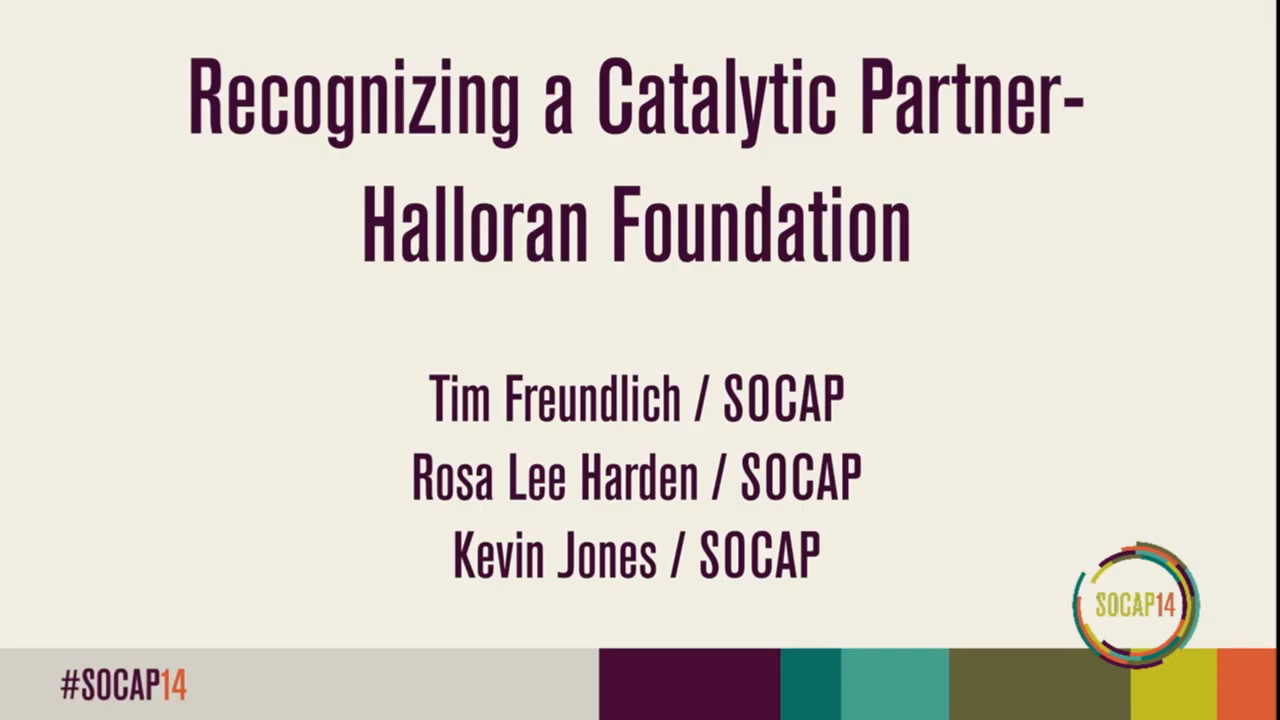 Recognizing a Catalytic Partner-
Halloran Foundation
Tim Freundlich / SOCAP
Rosa Lee Harden / SOCAP
Kevin Jones / SOCAP
SOCAP14
#SOCAP14